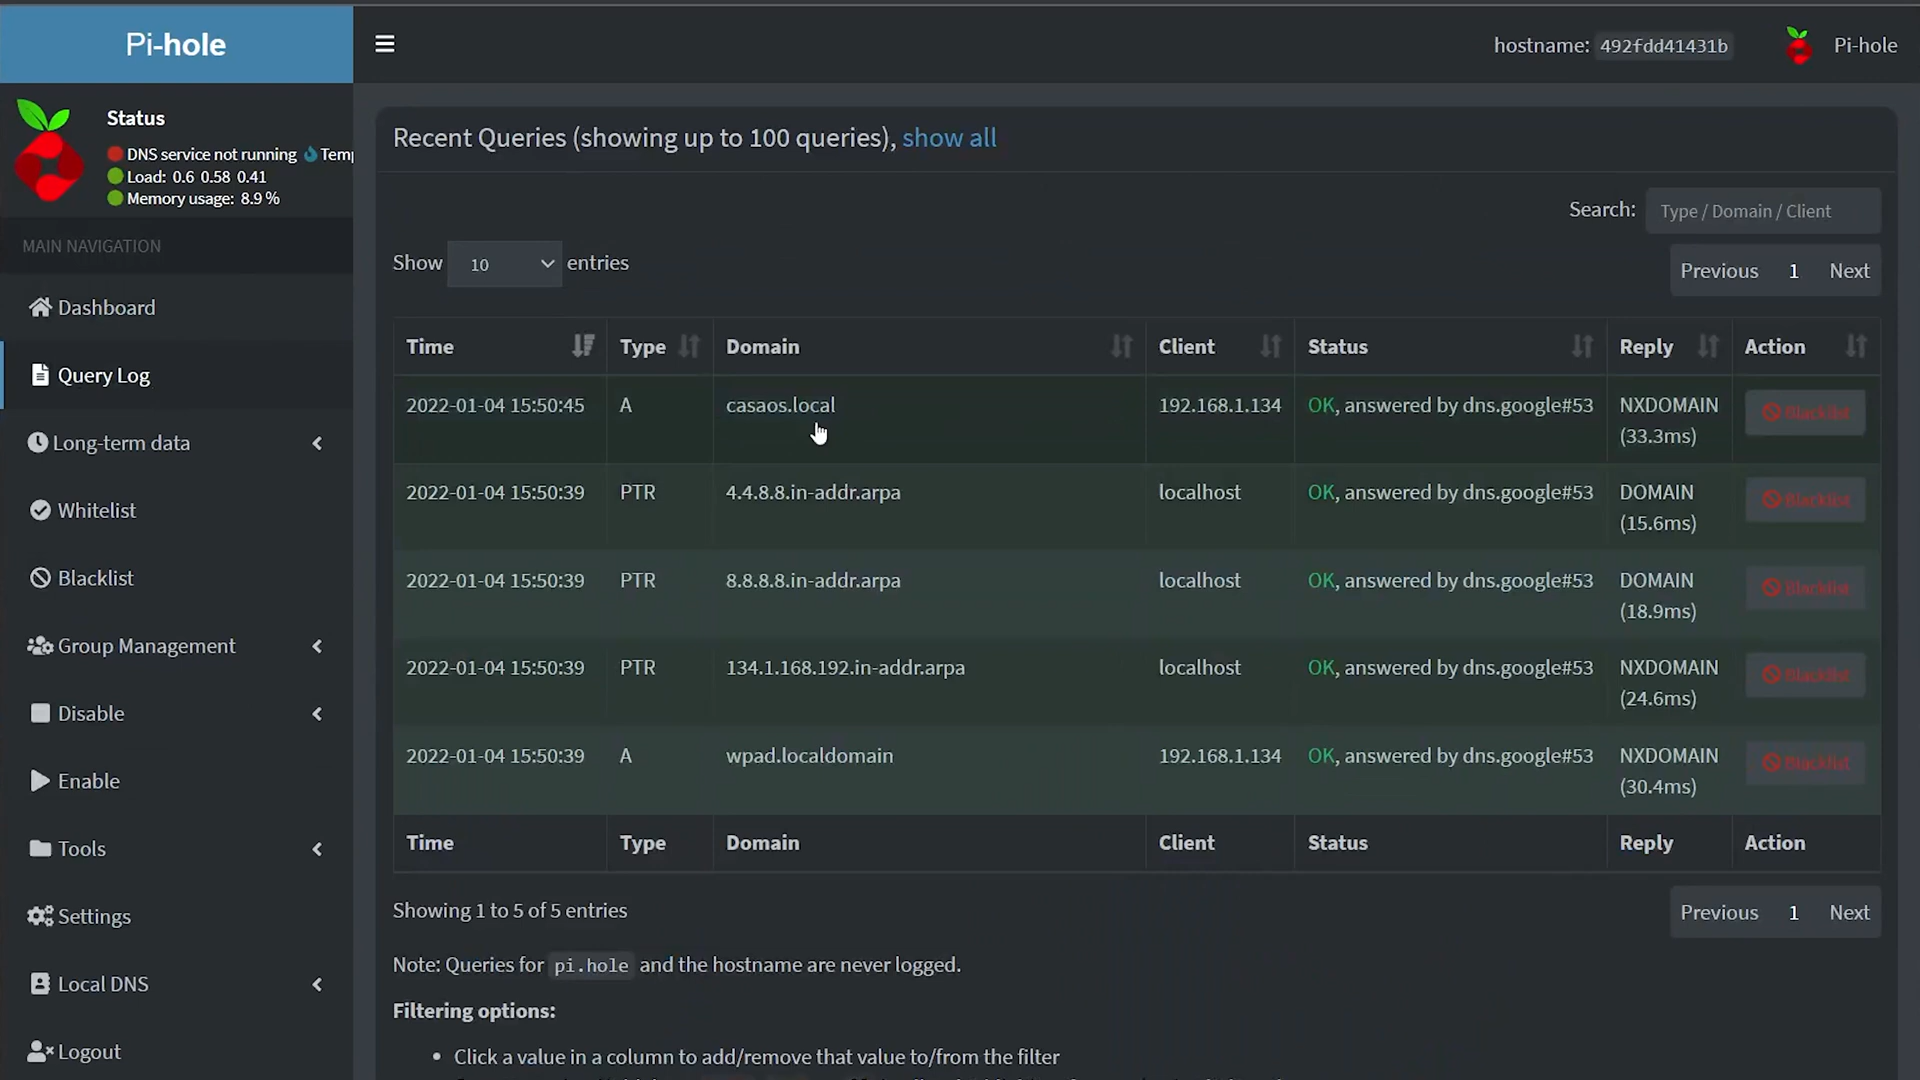 Pi-hole
hostname: 492fdd41431b
Pi-hole
Status
DNS service not running
Load: 0.6 0.58 0.41
Memory usage: 8.9 %
MAIN NAVIGATION
Dashboard
Query Log
Long-term data
Whitelist
Blacklist
Group Management
Disable
Enable
Tools
Settings
Local DNS
Logout
Recent Queries (showing up to 100 queries), show all
Search: Type / Domain / Client
Show 10 entries
Previous 1 Next
Time Type Domain Client Status Reply Action
2022-01-04 15:50:45 A casaos.local 192.168.1.134 OK, answered by dns.google#53 NXDOMAIN Blacklist
(33.3ms)
2022-01-04 15:50:39 PTR 4.4.8.8.in-addr.arpa localhost OK, answered by dns.google#53 DOMAIN Blacklist
(15.6ms)
2022-01-04 15:50:39 PTR 8.8.8.8.in-addr.arpa localhost OK, answered by dns.google#53 DOMAIN Blacklist
(18.9ms)
2022-01-04 15:50:39 PTR 134.1.168.192.in-addr.arpa localhost OK, answered by dns.google#53 NXDOMAIN Blacklist
(24.6ms)
2022-01-04 15:50:39 A wpad.localdomain 192.168.1.134 OK, answered by dns.google#53 NXDOMAIN Blacklist
(30.4ms)
Time Type Domain Client Status Reply Action
Showing 1 to 5 of 5 entries
Previous 1 Next
Note: Queries for pi.hole and the hostname are never logged.
Filtering options:
• Click a value in a column to add/remove that value to/from the filter